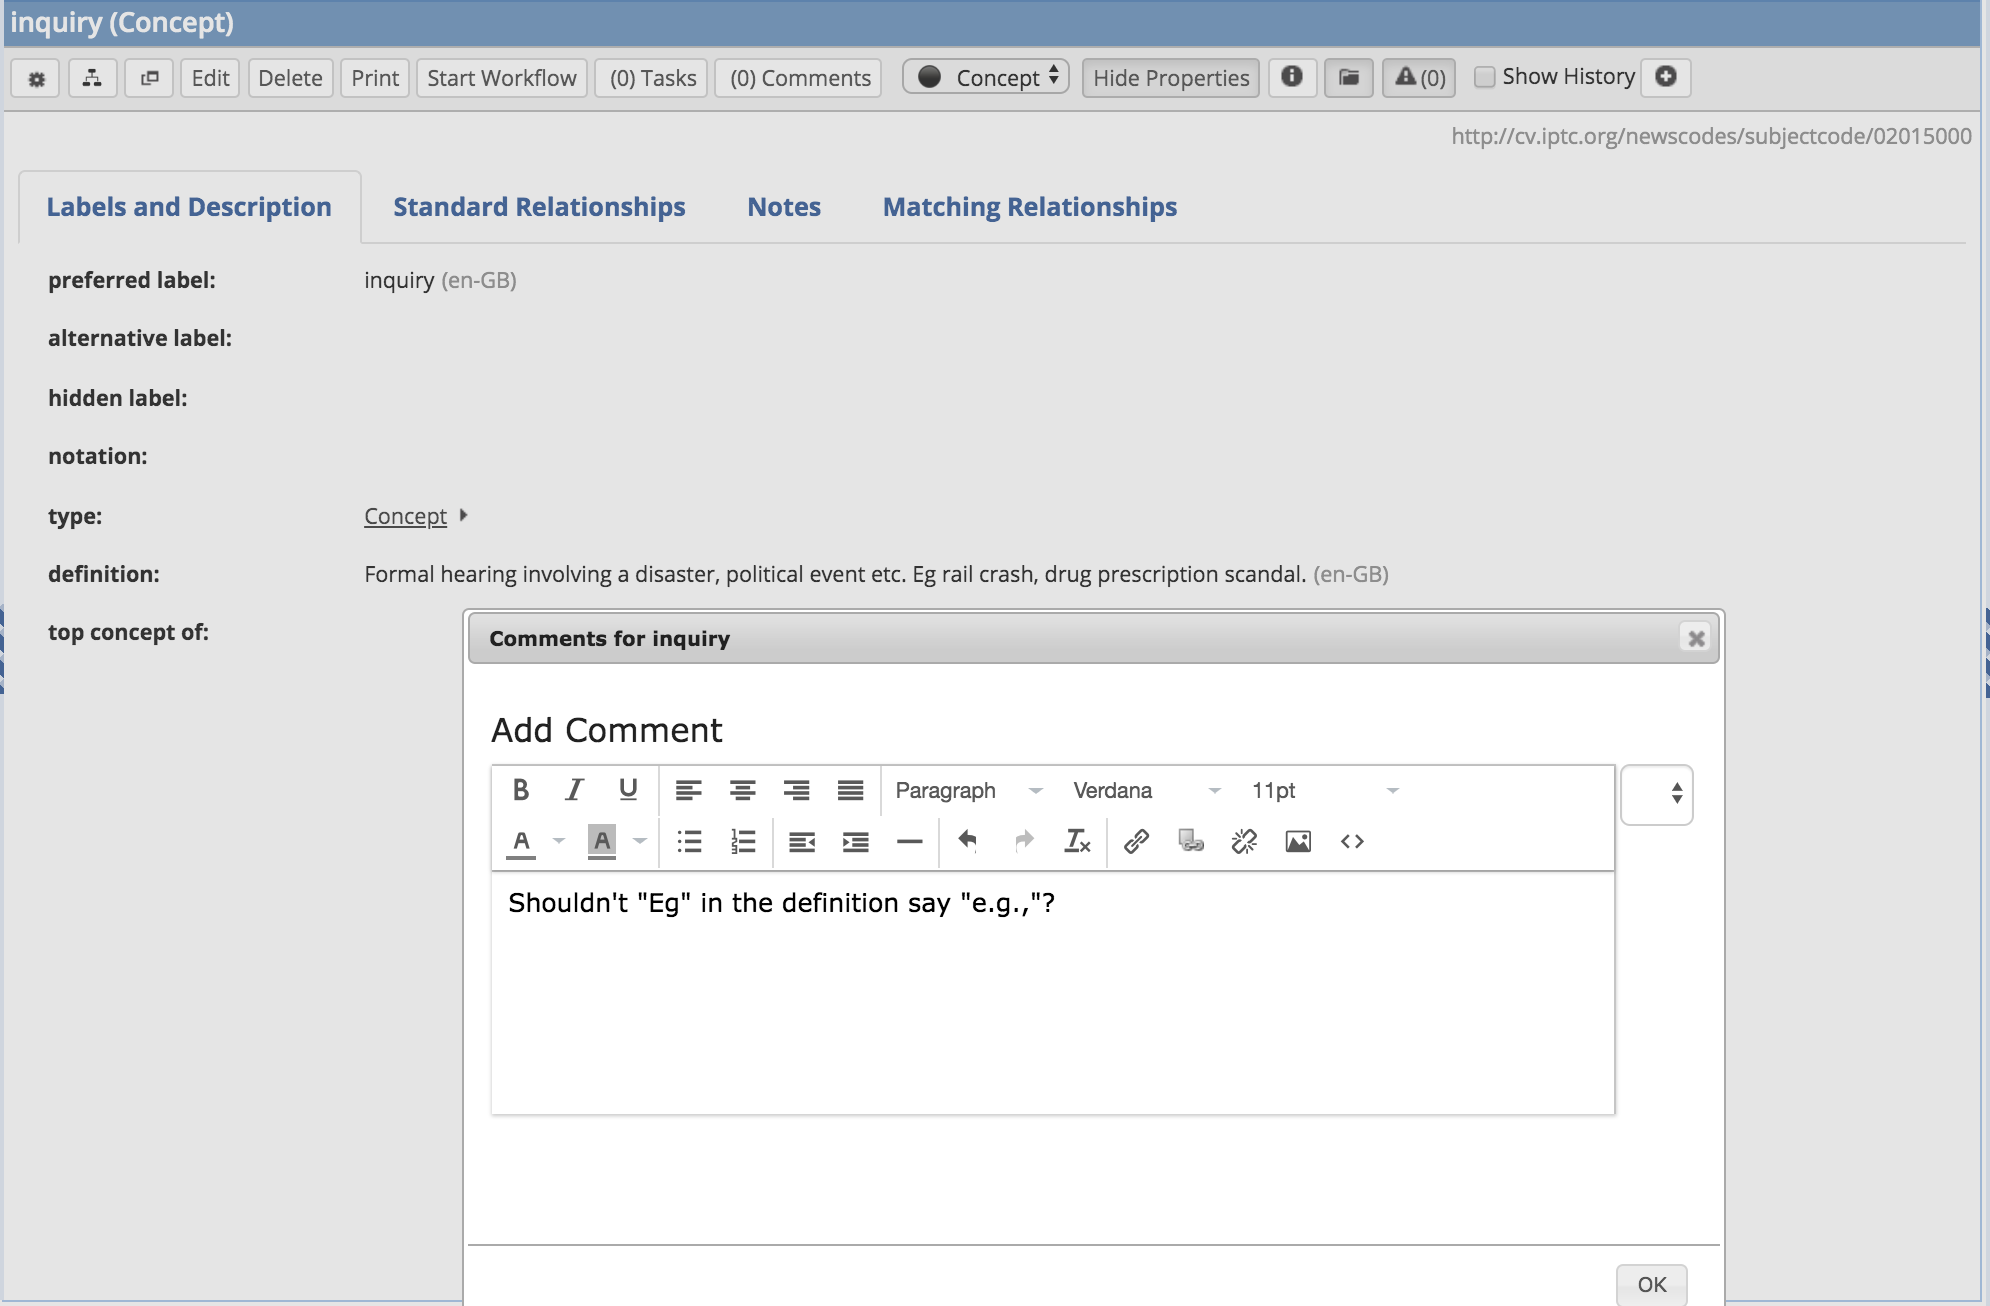 inquiry (Concept)
Edit Delete Print Start Workflow (0) Tasks (0) Comments Concept Hide Properties (0) Show History
http://cv.iptc.org/newscodes/subjectcode/02015000
Labels and Description Standard Relationships Notes Matching Relationships
preferred label: inquiry (en-GB)
alternative label:
hidden label:
notation:
type: Concept
definition: Formal hearing involving a disaster, political event etc. Eg rail crash, drug prescription scandal. (en-GB)
top concept of:
Comments for inquiry
Add Comment
B I U Paragraph Verdana 11pt
A A
Shouldn't "Eg" in the definition say "e.g.,"?
OK